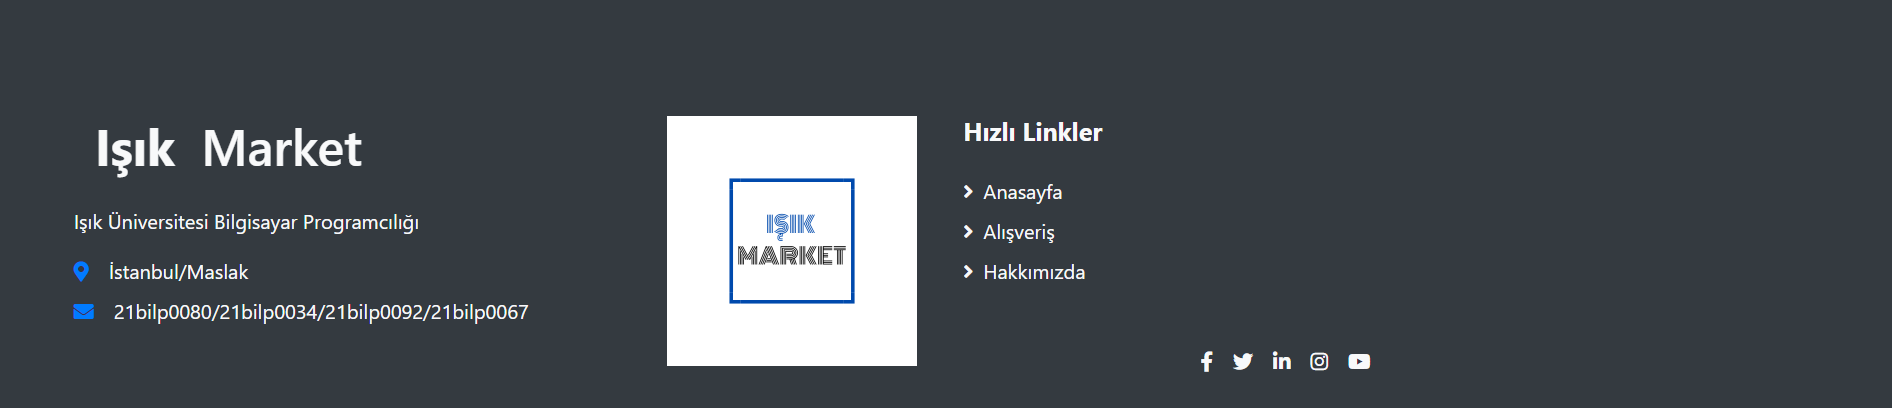 Işık Market
Işık Üniversitesi Bilgisayar Programcılığı
İstanbul/Maslak
21bilp0080/21bilp0034/21bilp0092/21bilp0067
IŞIK
MARKET
Hızlı Linkler
Anasayfa
Alışveriş
Hakkımızda